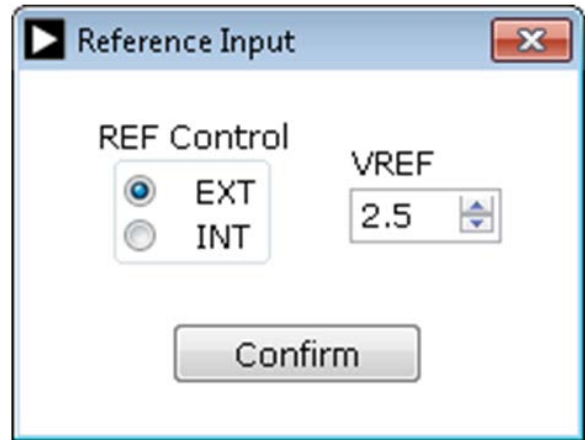 Reference Input
REF Control
EXT
INT
VREF
2.5
Confirm